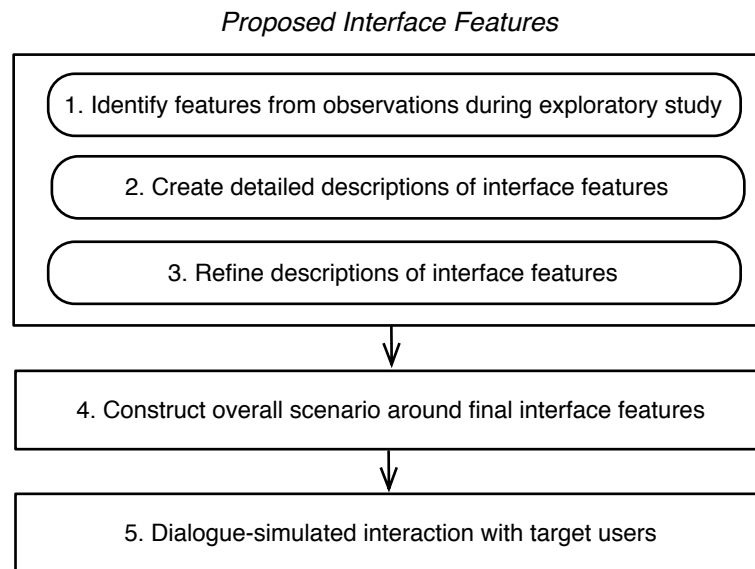 Proposed Interface Features
1. Identify features from observations during exploratory study
2. Create detailed descriptions of interface features
3. Refine descriptions of interface features
4. Construct overall scenario around final interface features
5. Dialogue-simulated interaction with target users